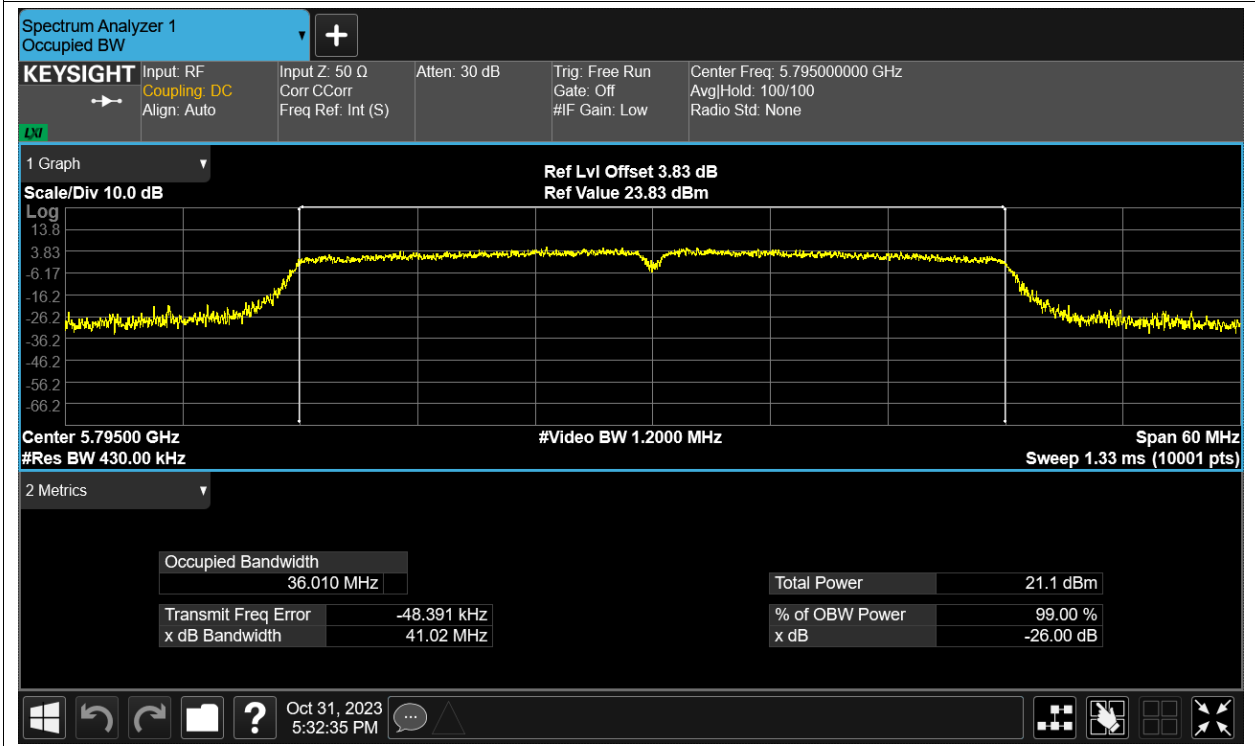 Spectrum Analyzer 1
Occupied BW
KEYSIGHT
LXI
Input: RF
Coupling: DC
Align: Auto
Input Z: 50 Ω
Corr CCorr
Freq Ref: Int (S)
Atten: 30 dB
Trig: Free Run
Gate: Off
#IF Gain: Low
Center Freq: 5.795000000 GHz
Avg|Hold: 100/100
Radio Std: None
1 Graph
Scale/Div 10.0 dB
Ref Lvl Offset 3.83 dB
Ref Value 23.83 dBm
Log
13.8
3.83
-6.17
-16.2
-26.2
-36.2
-46.2
-56.2
-66.2
Center 5.79500 GHz
#Res BW 430.00 kHz
#Video BW 1.2000 MHz
Span 60 MHz
Sweep 1.33 ms (10001 pts)
2 Metrics
Occupied Bandwidth
36.010 MHz
Transmit Freq Error -48.391 kHz
x dB Bandwidth 41.02 MHz
Total Power 21.1 dBm
% of OBW Power 99.00 %
x dB -26.00 dB
Oct 31, 2023
5:32:35 PM